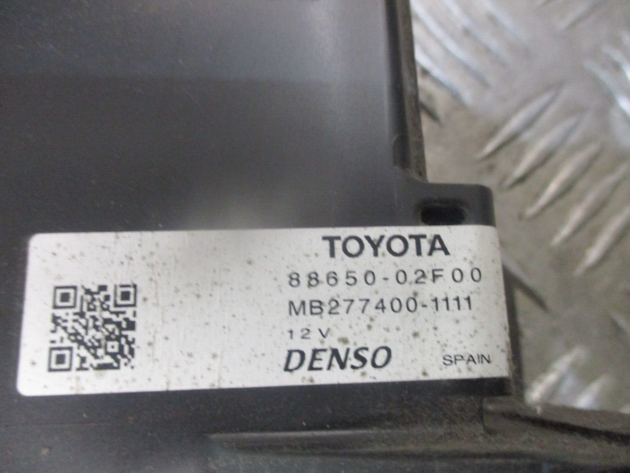 TOYOTA
88650-02F00
MB277400-1111
12V
DENSO
SPAIN